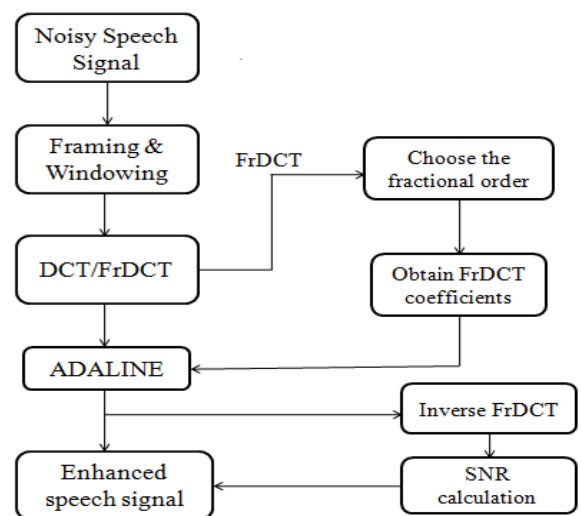 Noisy Speech
Signal
Framing &
Windowing
FrDCT
Choose the
fractional order
DCT/FrDCT
Obtain FrDCT
coefficients
ADALINE
Inverse FrDCT
Enhanced
speech signal
SNR
calculation